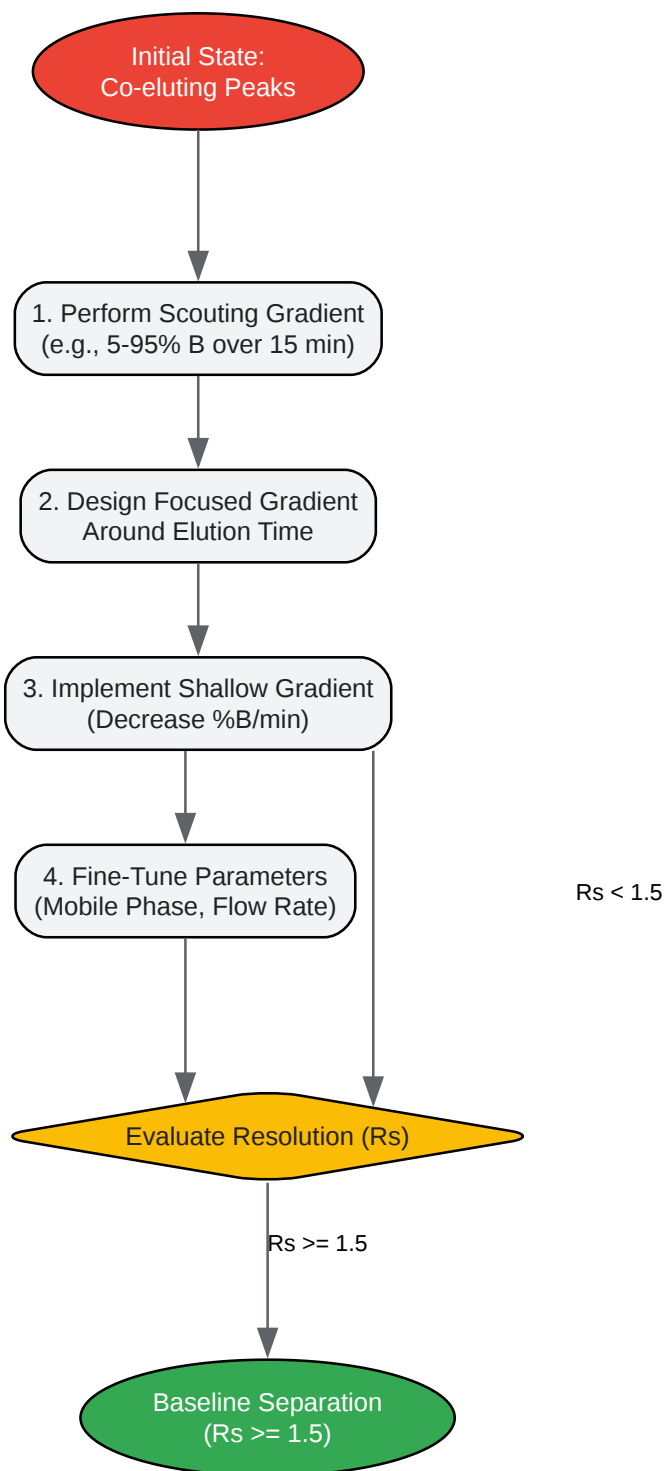 Initial State:
Co-eluting Peaks
1. Perform Scouting Gradient
(e.g., 5-95% B over 15 min)
2. Design Focused Gradient
Around Elution Time
3. Implement Shallow Gradient
(Decrease %B/min)
4. Fine-Tune Parameters
(Mobile Phase, Flow Rate)
Rs < 1.5
Evaluate Resolution (Rs)
Rs >= 1.5
Baseline Separation
(Rs >= 1.5)